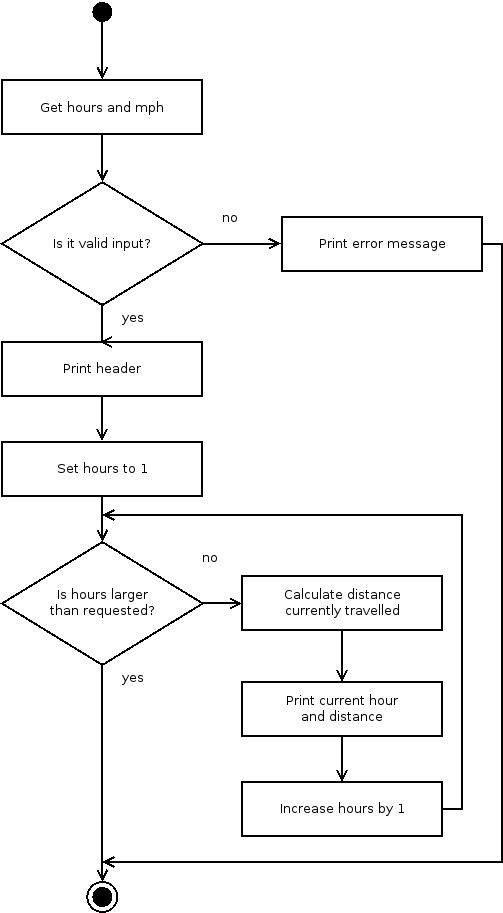 Get hours and mph
Is it valid input?
no
Print error message
yes
Print header
Set hours to 1
no
Is hours larger
than requested?
Calculate distance
currently travelled
yes
Print current hour
and distance
Increase hours by 1